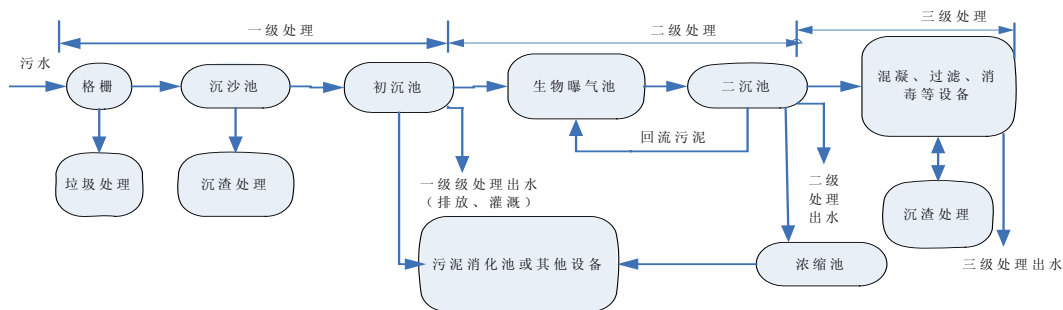 一级处理
二级处理
三级处理
污水
格栅
沉沙池
初沉池
生物曝气池
二沉池
混凝、过滤、消
毒等设备
回流污泥
垃圾处理
沉渣处理
一级级处理出水
（排放、灌溉）
二级
处理
出水
沉渣处理
污泥消化池或其他设备
浓缩池
三级处理出水